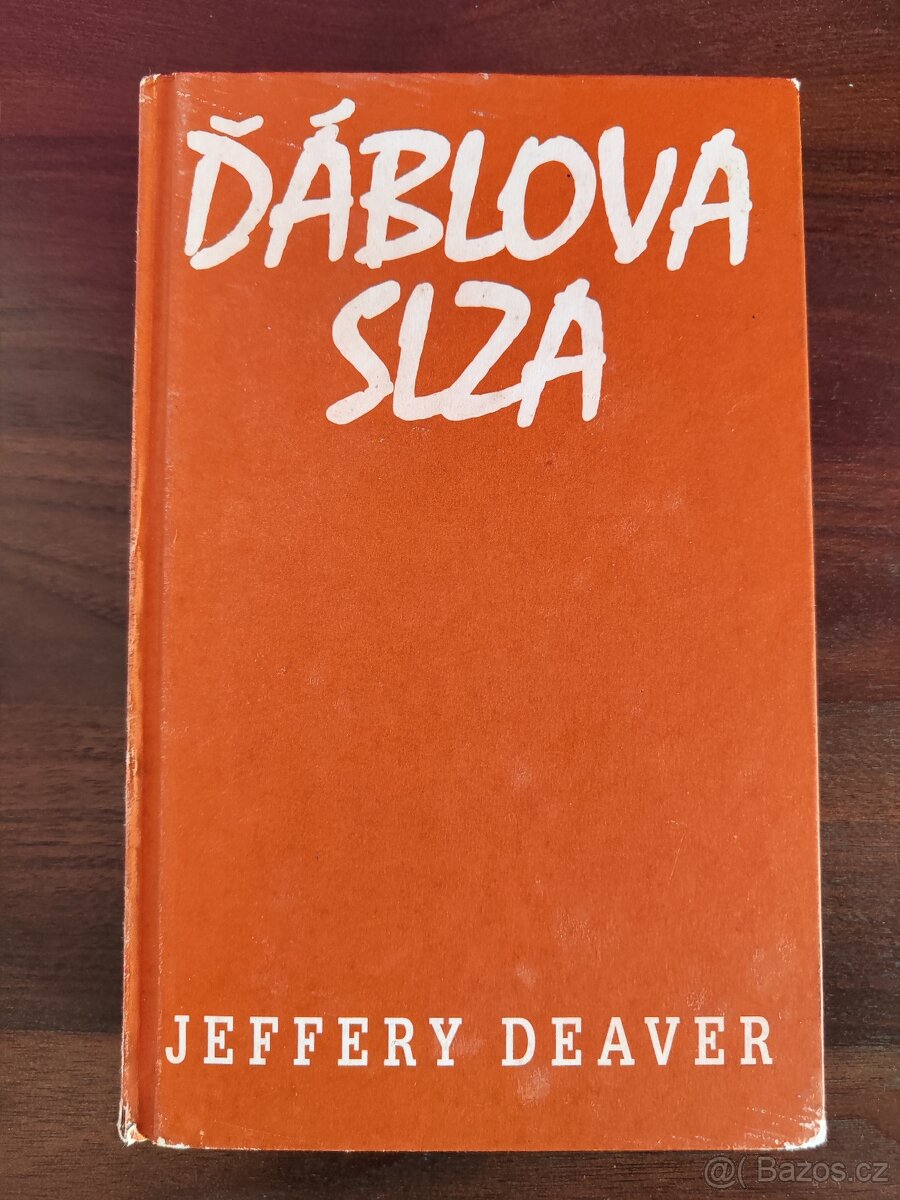 ĎÁBLOVA
SLZA
JEFFERY DEAVER
@( Bazos.cz